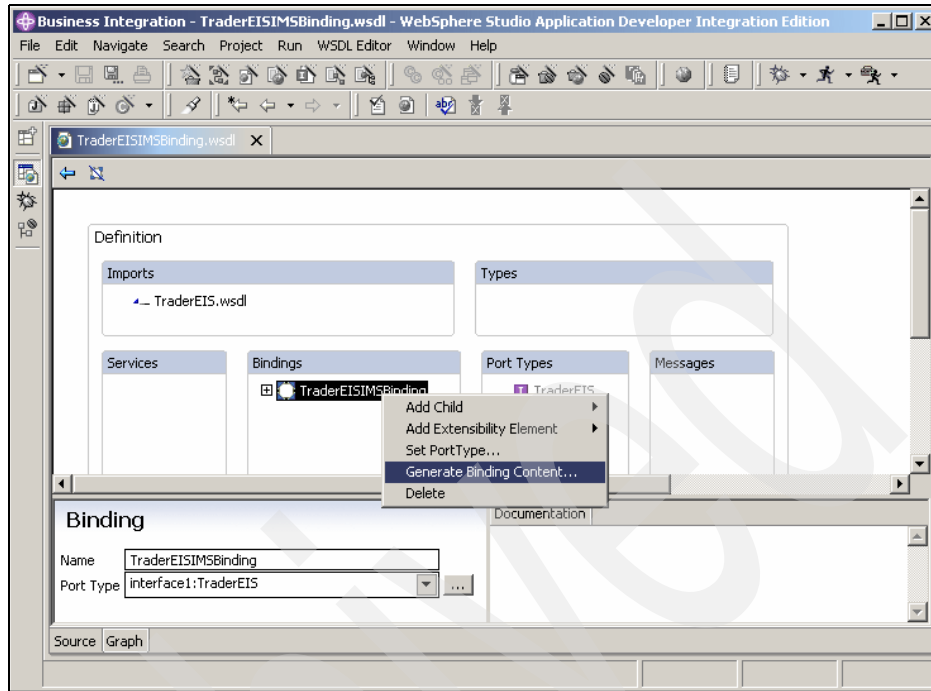 Business Integration - TraderEISIMSBinding.wsdl - WebSphere Studio Application Developer Integration Edition
File Edit Navigate Search Project Run WSDL Editor Window Help
TraderEISIMSBinding.wsdl
Definition
Imports
Types
TraderEIS.wsdl
Services
Bindings
Port Types
Messages
TraderEISIMSBinding
TraderEIS
Add Child
Add Extensibility Element
Set PortType...
Generate Binding Content...
Delete
Binding
Documentation
Name TraderEISIMSBinding
Port Type interface1:TraderEIS ...
Source Graph